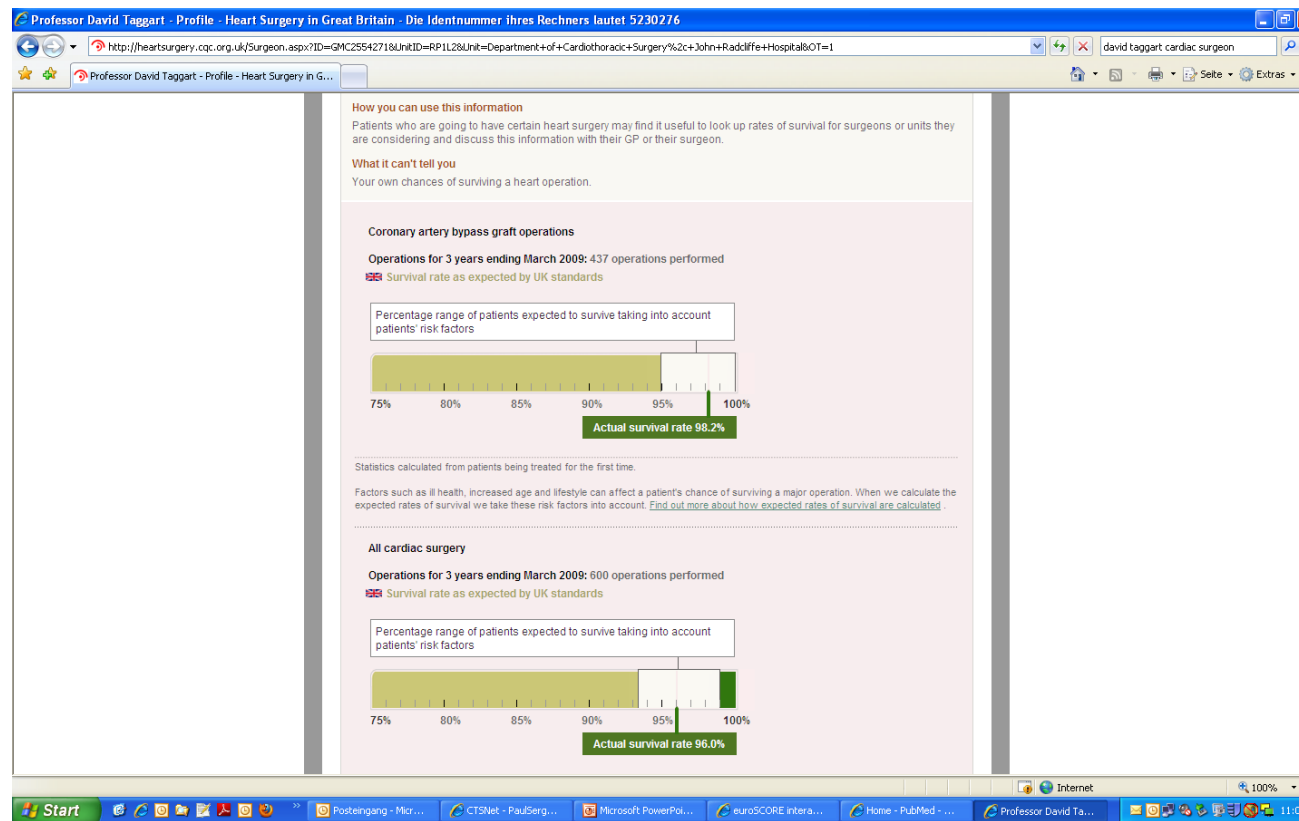 Professor David Taggart - Profile - Heart Surgery in Great Britain - Die Identnummer ihres Rechners lautet 5230276
http://heartsurgery.cqc.org.uk/Surgeon.aspx?ID=GMC2554271&UnitID=RP1L28&Unit=Department+of+Cardiothoracic+Surgery%2c+John+Radcliffe+Hospital&OT=1
david taggart cardiac surgeon
Professor David Taggart - Profile - Heart Surgery in G...
Seite
Extras
How you can use this information
Patients who are going to have certain heart surgery may find it useful to look up rates of survival for surgeons or units they
are considering and discuss this information with their GP or their surgeon.
What it can't tell you
Your own chances of surviving a heart operation.
Coronary artery bypass graft operations
Operations for 3 years ending March 2009: 437 operations performed
Survival rate as expected by UK standards
Percentage range of patients expected to survive taking into account
patients' risk factors
75% 80% 85% 90% 95% 100%
Actual survival rate 98.2%
Statistics calculated from patients being treated for the first time.
Factors such as ill health, increased age and lifestyle can affect a patient's chance of surviving a major operation. When we calculate the
expected rates of survival we take these risk factors into account. Find out more about how expected rates of survival are calculated .
All cardiac surgery
Operations for 3 years ending March 2009: 600 operations performed
Survival rate as expected by UK standards
Percentage range of patients expected to survive taking into account
patients' risk factors
75% 80% 85% 90% 95% 100%
Actual survival rate 96.0%
Internet 100%
Start Posteingang - Micr... CTSNet - PaulSerg... Microsoft PowerPoi... euroSCORE intera... Home - PubMed - ... Professor David Ta...